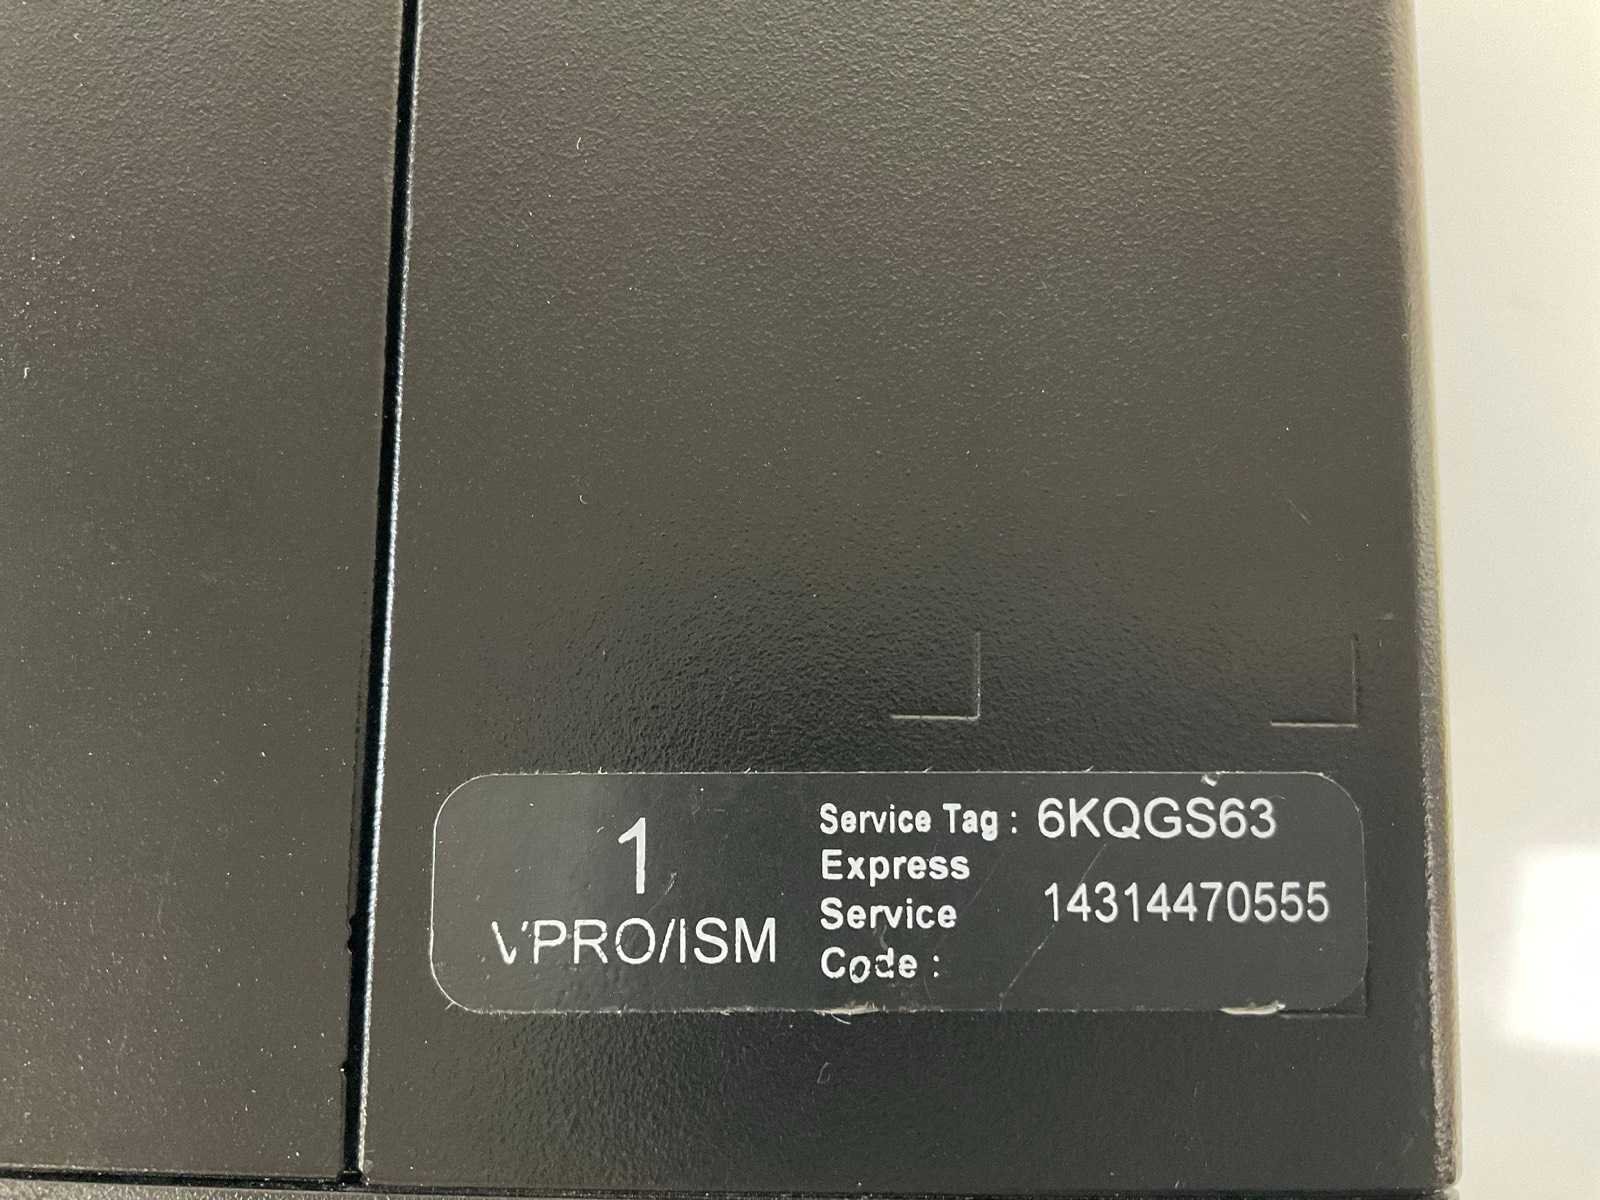 1
VPRO/ISM
Service Tag : 6KQGS63
Express
Service
Code :
14314470555